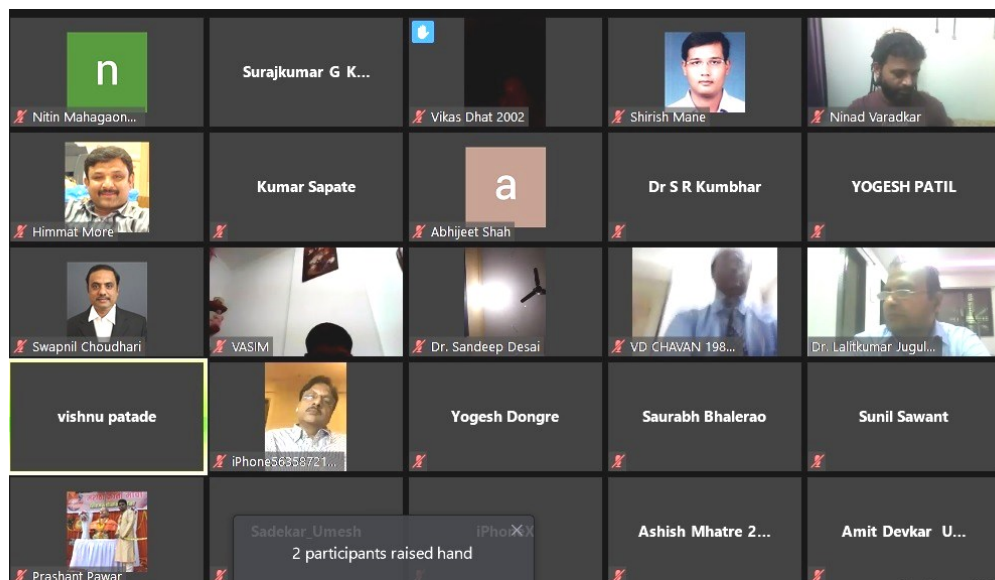 n
Nitin Mahagaon...
Surajkumar G K...
Vikas Dhat 2002
Shirish Mane
Ninad Varadkar
Himmat More
Kumar Sapate
a
Abhijeet Shah
Dr S R Kumbhar
YOGESH PATIL
Swapnil Choudhari
VASIM
Dr. Sandeep Desai
VD CHAVAN 198...
Dr. Lalitkumar Jugul...
vishnu patade
iPhone56358721...
Yogesh Dongre
Saurabh Bhalerao
Sunil Sawant
Prashant Pawar
Sadekar_Umesh
Ashish Mhatre 2...
Amit Devkar U...
2 participants raised hand